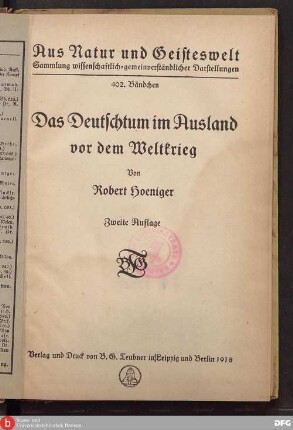 Aus Natur und Geisteswelt
Sammlung wissenschaftlich-gemeinverständlicher Darstellungen
402. Bändchen
Das Deutschtum im Ausland
vor dem Weltkrieg
Von
Robert Hoeniger
Zweite Auflage
Verlag und Druck von B. G. Teubner in Leipzig und Berlin 1918
DFG